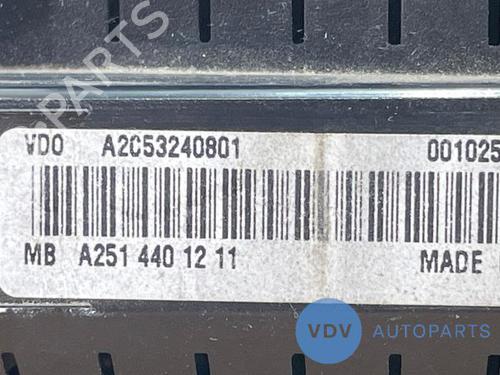 PARTS
VDO A2C53240801 001025
MB A251 440 12 11 MADE
VDV AUTOPARTS